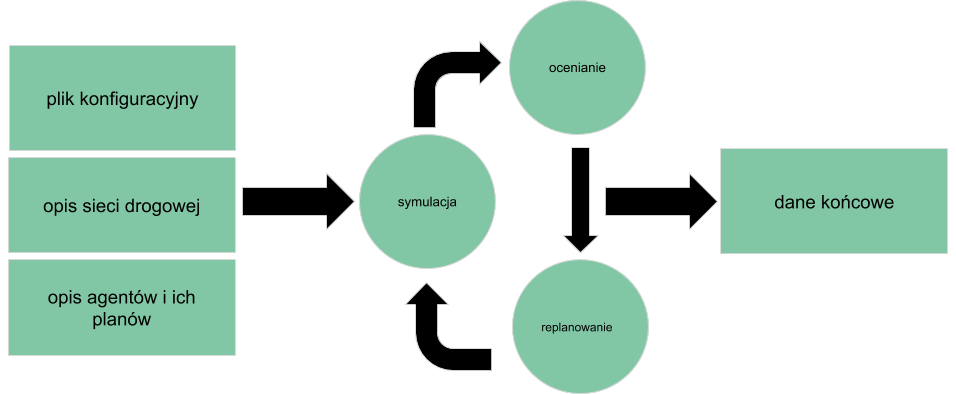 plik konfiguracyjny
opis sieci drogowej
opis agentów i ich
planów
symulacja
ocenianie
replanowanie
dane końcowe